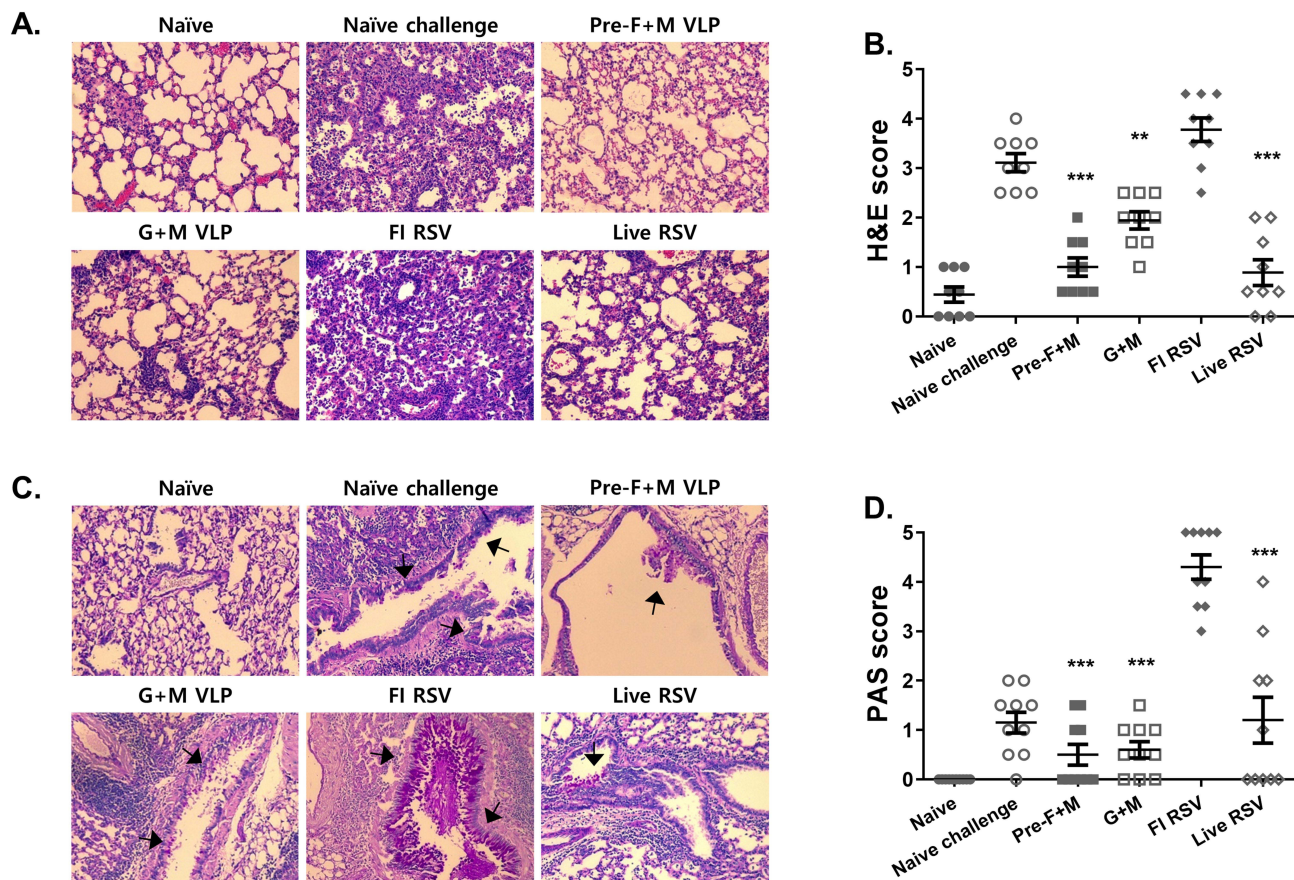 A.
Naïve
Naïve challenge
Pre-F+M VLP
G+M VLP
FI RSV
Live RSV
B.
H&E score
5
4
3
2
1
0
***
**
***
Naive
Naive challenge
Pre-F+M
G+M
FI RSV
Live RSV
C.
Naïve
Naïve challenge
Pre-F+M VLP
G+M VLP
FI RSV
Live RSV
D.
PAS score
5
4
3
2
1
0
***
***
***
Naive
Naive challenge
Pre-F+M
G+M
FI RSV
Live RSV